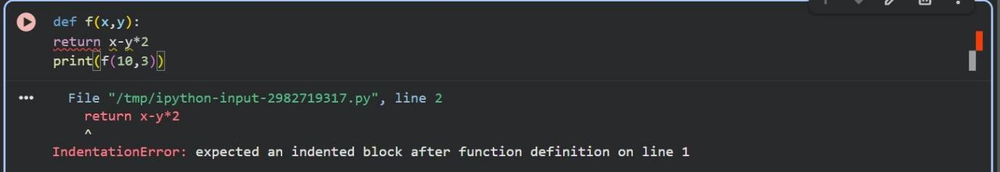 def f(x,y):
return x-y*2
print(f(10,3))
File "/tmp/ipython-input-2982719317.py", line 2
return x-y*2
^
IndentationError: expected an indented block after function definition on line 1